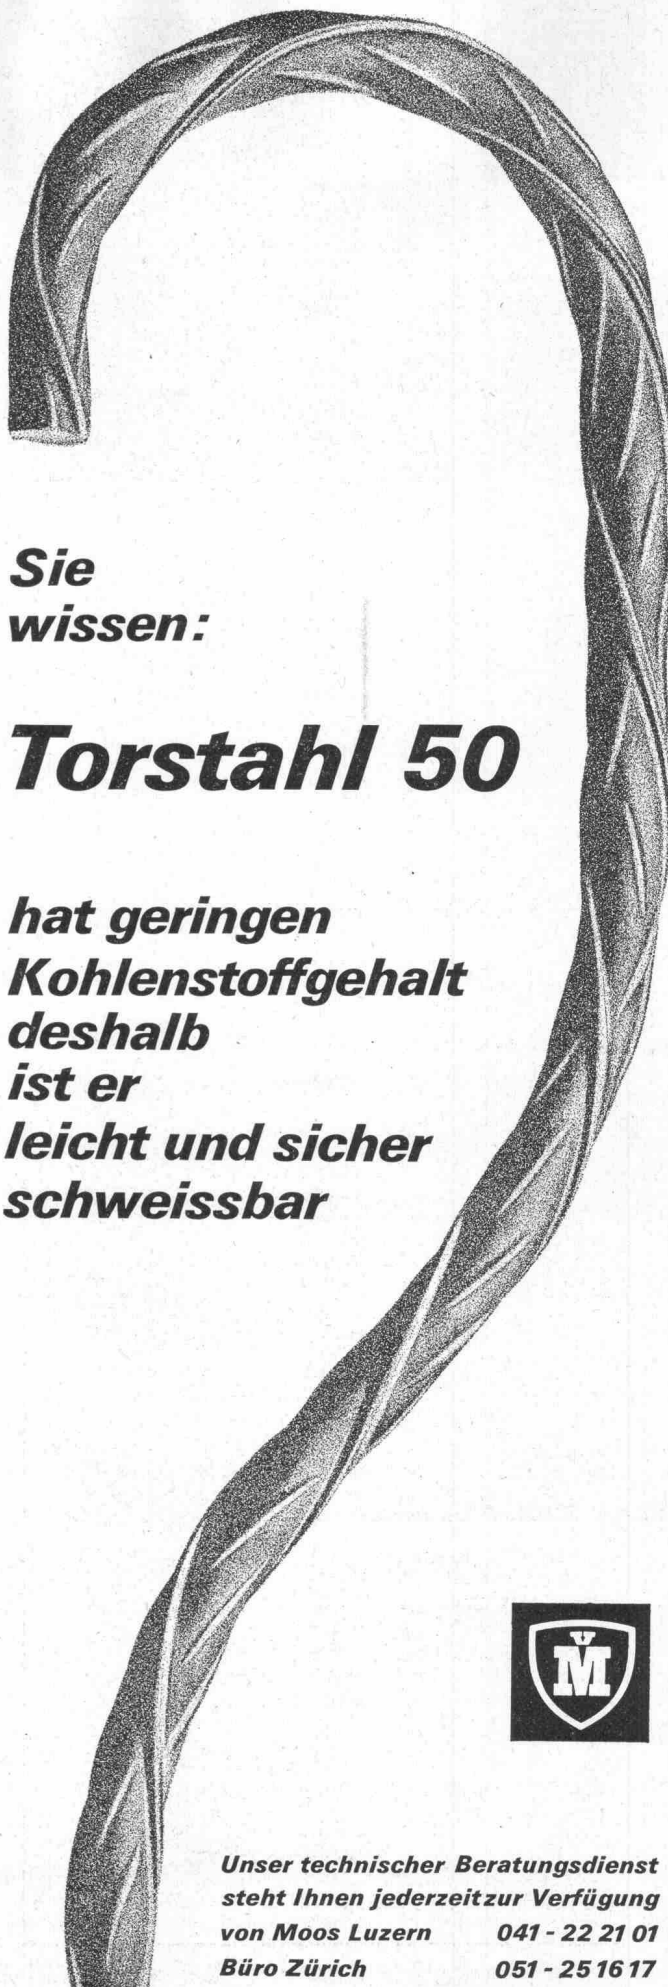 Sie
wissen:
Torstahl 50
hat geringen
Kohlenstoffgehalt
deshalb
ist er
leicht und sicher
schweissbar
VM
Unser technischer Beratungsdienst
steht Ihnen jederzeit zur Verfügung
von Moos Luzern 041 - 22 21 01
Büro Zürich 051 - 25 16 17